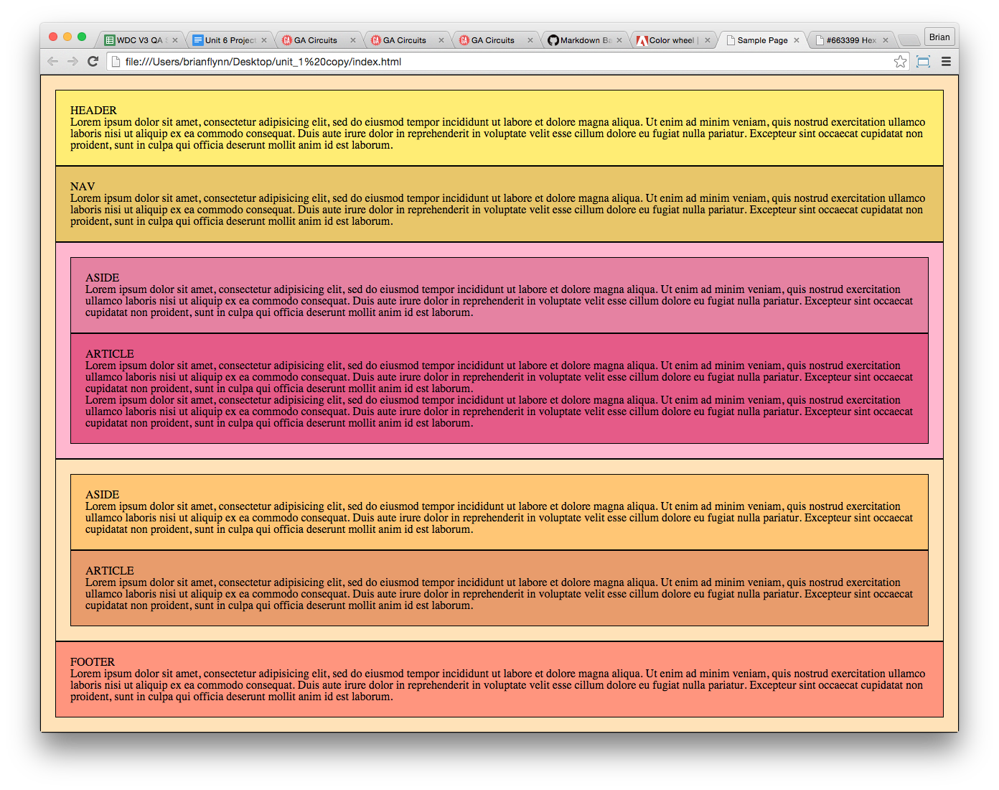 WDC V3 QA
Unit 6 Project
GA Circuits
GA Circuits
GA Circuits
Markdown Ba
Color wheel |
Sample Page
#663399 Hex
Brian
file:///Users/brianflynn/Desktop/unit_1%20copy/index.html
HEADER
Lorem ipsum dolor sit amet, consectetur adipisicing elit, sed do eiusmod tempor incididunt ut labore et dolore magna aliqua. Ut enim ad minim veniam, quis nostrud exercitation ullamco
laboris nisi ut aliquip ex ea commodo consequat. Duis aute irure dolor in reprehenderit in voluptate velit esse cillum dolore eu fugiat nulla pariatur. Excepteur sint occaecat cupidatat non
proident, sunt in culpa qui officia deserunt mollit anim id est laborum.
NAV
Lorem ipsum dolor sit amet, consectetur adipisicing elit, sed do eiusmod tempor incididunt ut labore et dolore magna aliqua. Ut enim ad minim veniam, quis nostrud exercitation ullamco
laboris nisi ut aliquip ex ea commodo consequat. Duis aute irure dolor in reprehenderit in voluptate velit esse cillum dolore eu fugiat nulla pariatur. Excepteur sint occaecat cupidatat non
proident, sunt in culpa qui officia deserunt mollit anim id est laborum.
ASIDE
Lorem ipsum dolor sit amet, consectetur adipisicing elit, sed do eiusmod tempor incididunt ut labore et dolore magna aliqua. Ut enim ad minim veniam, quis nostrud exercitation
ullamco laboris nisi ut aliquip ex ea commodo consequat. Duis aute irure dolor in reprehenderit in voluptate velit esse cillum dolore eu fugiat nulla pariatur. Excepteur sint occaecat
cupidatat non proident, sunt in culpa qui officia deserunt mollit anim id est laborum.
ARTICLE
Lorem ipsum dolor sit amet, consectetur adipisicing elit, sed do eiusmod tempor incididunt ut labore et dolore magna aliqua. Ut enim ad minim veniam, quis nostrud exercitation
ullamco laboris nisi ut aliquip ex ea commodo consequat. Duis aute irure dolor in reprehenderit in voluptate velit esse cillum dolore eu fugiat nulla pariatur. Excepteur sint occaecat
cupidatat non proident, sunt in culpa qui officia deserunt mollit anim id est laborum.
Lorem ipsum dolor sit amet, consectetur adipisicing elit, sed do eiusmod tempor incididunt ut labore et dolore magna aliqua. Ut enim ad minim veniam, quis nostrud exercitation
ullamco laboris nisi ut aliquip ex ea commodo consequat. Duis aute irure dolor in reprehenderit in voluptate velit esse cillum dolore eu fugiat nulla pariatur. Excepteur sint occaecat
cupidatat non proident, sunt in culpa qui officia deserunt mollit anim id est laborum.
ASIDE
Lorem ipsum dolor sit amet, consectetur adipisicing elit, sed do eiusmod tempor incididunt ut labore et dolore magna aliqua. Ut enim ad minim veniam, quis nostrud exercitation
ullamco laboris nisi ut aliquip ex ea commodo consequat. Duis aute irure dolor in reprehenderit in voluptate velit esse cillum dolore eu fugiat nulla pariatur. Excepteur sint occaecat
cupidatat non proident, sunt in culpa qui officia deserunt mollit anim id est laborum.
ARTICLE
Lorem ipsum dolor sit amet, consectetur adipisicing elit, sed do eiusmod tempor incididunt ut labore et dolore magna aliqua. Ut enim ad minim veniam, quis nostrud exercitation
ullamco laboris nisi ut aliquip ex ea commodo consequat. Duis aute irure dolor in reprehenderit in voluptate velit esse cillum dolore eu fugiat nulla pariatur. Excepteur sint occaecat
cupidatat non proident, sunt in culpa qui officia deserunt mollit anim id est laborum.
FOOTER
Lorem ipsum dolor sit amet, consectetur adipisicing elit, sed do eiusmod tempor incididunt ut labore et dolore magna aliqua. Ut enim ad minim veniam, quis nostrud exercitation ullamco
laboris nisi ut aliquip ex ea commodo consequat. Duis aute irure dolor in reprehenderit in voluptate velit esse cillum dolore eu fugiat nulla pariatur. Excepteur sint occaecat cupidatat non
proident, sunt in culpa qui officia deserunt mollit anim id est laborum.